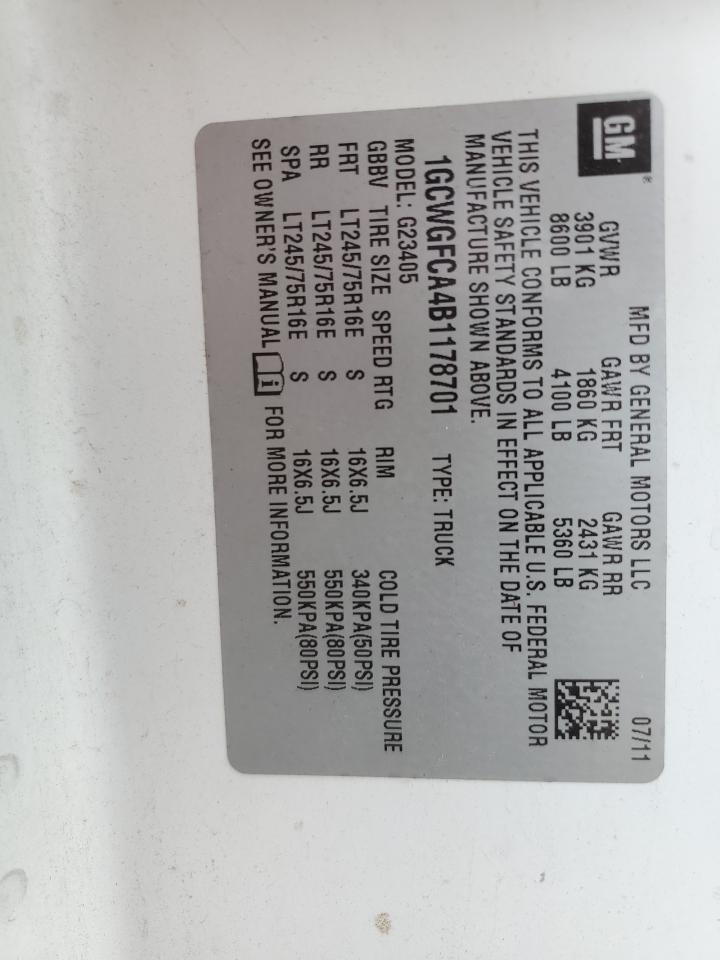 GM®
MFD BY GENERAL MOTORS LLC 07/11
GVWR GAWR FRT GAWR RR
3901 KG 1860 KG 2431 KG
8600 LB 4100 LB 5360 LB
THIS VEHICLE CONFORMS TO ALL APPLICABLE U.S. FEDERAL MOTOR
VEHICLE SAFETY STANDARDS IN EFFECT ON THE DATE OF
MANUFACTURE SHOWN ABOVE.
1GCWGFCA4B1178701 TYPE: TRUCK
MODEL: G23405
GBBV TIRE SIZE SPEED RTG RIM COLD TIRE PRESSURE
FRT LT245/75R16E S 16X6.5J 340KPA(50PSI)
RR LT245/75R16E S 16X6.5J 550KPA(80PSI)
SPA LT245/75R16E S 16X6.5J 550KPA(80PSI)
SEE OWNER'S MANUAL i FOR MORE INFORMATION.